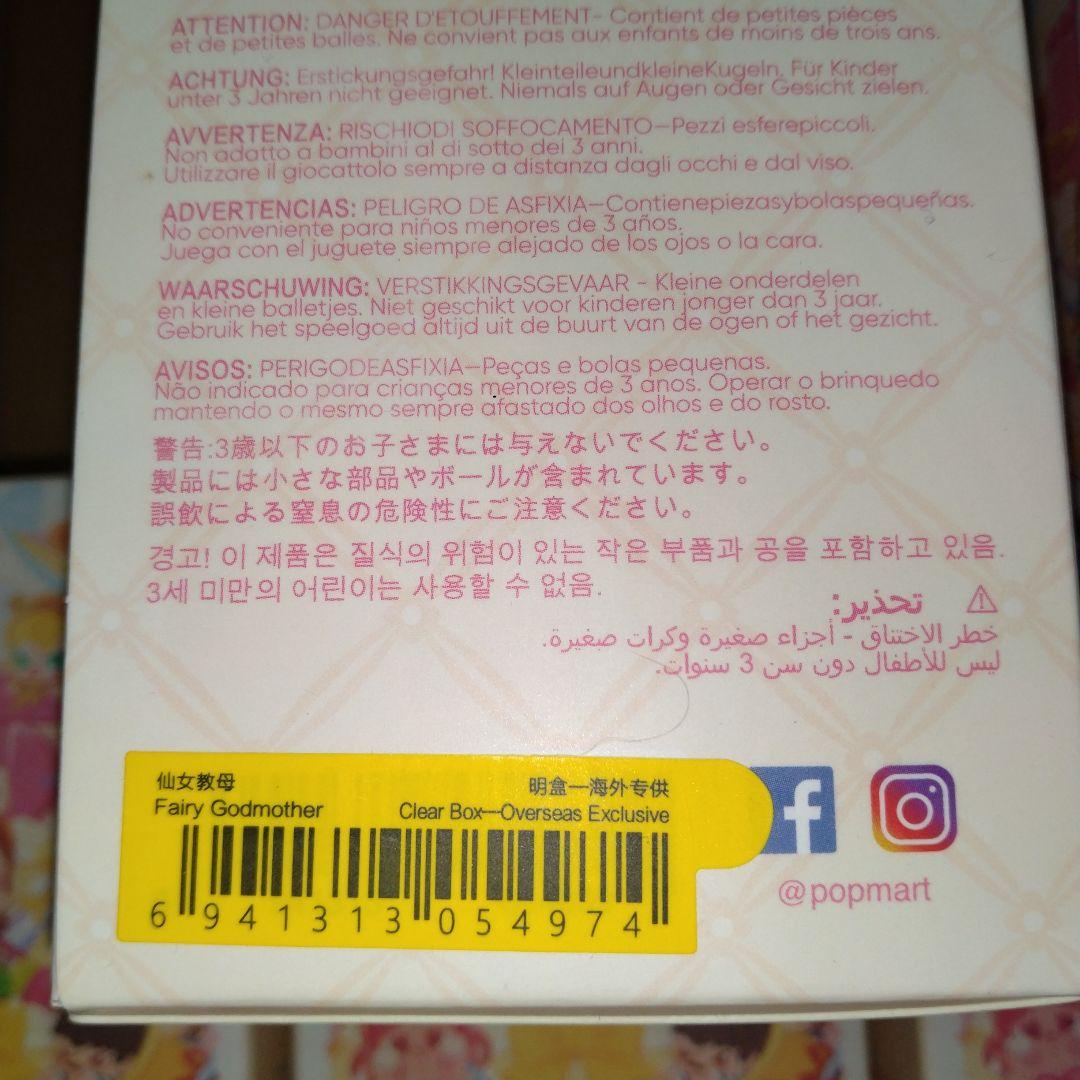 ATTENTION: DANGER D'ETOUFFEMENT- Contient de petites pièces
et de petites balles. Ne convient pas aux enfants de moins de trois ans.
ACHTUNG: Erstickungsgefahr! KleinteileundkleineKugeln. Für Kinder
unter 3 Jahren nicht geeignet. Niemals auf Augen oder Gesicht zielen.
AVVERTENZA: RISCHIODI SOFFOCAMENTO—Pezzi esferepiccoli.
Non adatto a bambini al di sotto dei 3 anni.
Utilizzare il giocattolo sempre a distanza dagli occhi e dal viso.
ADVERTENCIAS: PELIGRO DE ASFIXIA—Contienepiezasybolaspequeñas.
No conveniente para niños menores de 3 años.
Juega con el juguete siempre alejado de los ojos o la cara.
WAARSCHUWING: VERSTIKKINGSGEVAAR - Kleine onderdelen
en kleine balletjes. Niet geschikt voor kinderen jonger dan 3 jaar.
Gebruik het speelgoed altijd uit de buurt van de ogen of het gezicht.
AVISOS: PERIGODEASFIXIA—Peças e bolas pequenas.
Não indicado para crianças menores de 3 anos. Operar o brinquedo
mantendo o mesmo sempre afastado dos olhos e do rosto.
警告:3歳以下のお子さまには与えないでください。
製品には小さな部品やボールが含まれています。
誤飲による窒息の危険性にご注意ください。
경고! 이 제품은 질식의 위험이 있는 작은 부품과 공을 포함하고 있음.
3세 미만의 어린이는 사용할 수 없음.
⚠ تحذير:
خطر الاختناق - أجزاء صغيرة وكرات صغيرة.
ليس للأطفال دون سن 3 سنوات.
仙女教母 明盒—海外专供
Fairy Godmother Clear Box—Overseas Exclusive
6 941313 054974
@popmart